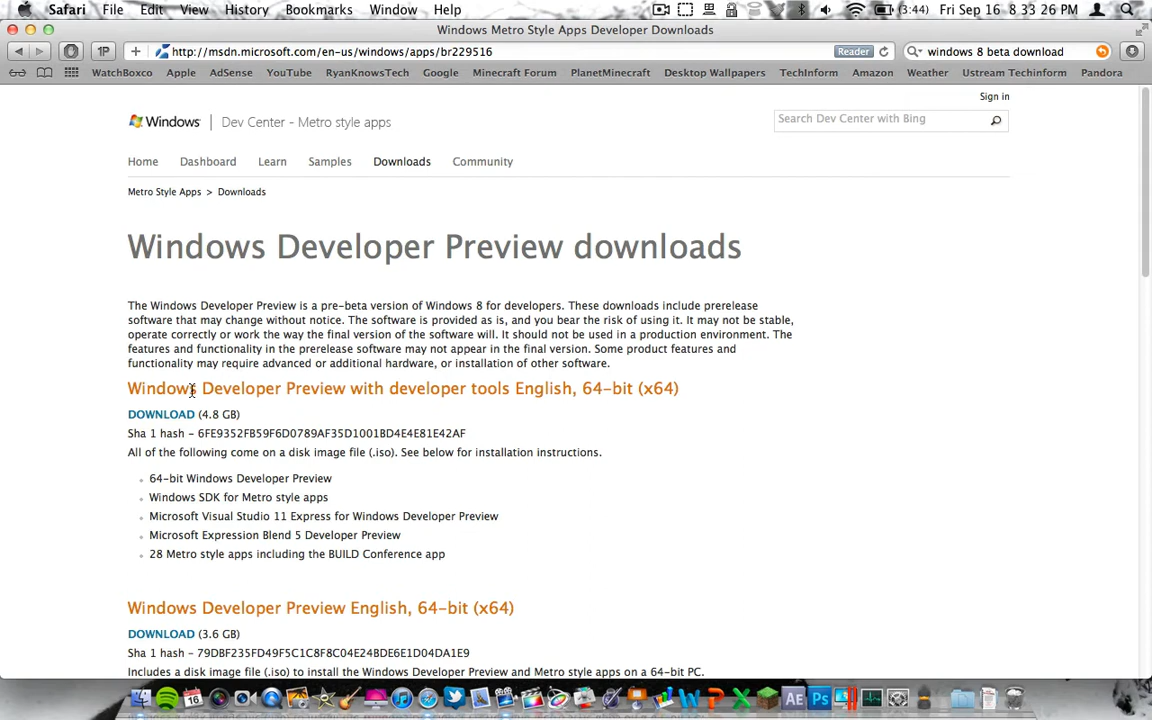 Safari File Edit View History Bookmarks Window Help (3:44) Fri Sep 16 8 33 26 PM
Windows Metro Style Apps Developer Downloads
1P + http://msdn.microsoft.com/en-us/windows/apps/br229516 Reader windows 8 beta download
WatchBoxco Apple AdSense YouTube RyanKnowsTech Google Minecraft Forum PlanetMinecraft Desktop Wallpapers TechInform Amazon Weather Ustream Techinform Pandora
Sign in
Windows Dev Center - Metro style apps Search Dev Center with Bing
Home Dashboard Learn Samples Downloads Community
Metro Style Apps > Downloads
Windows Developer Preview downloads
The Windows Developer Preview is a pre-beta version of Windows 8 for developers. These downloads include prerelease
software that may change without notice. The software is provided as is, and you bear the risk of using it. It may not be stable,
operate correctly or work the way the final version of the software will. It should not be used in a production environment. The
features and functionality in the prerelease software may not appear in the final version. Some product features and
functionality may require advanced or additional hardware, or installation of other software.
Windows Developer Preview with developer tools English, 64-bit (x64)
DOWNLOAD (4.8 GB)
Sha 1 hash - 6FE9352FB59F6D0789AF35D1001BD4E4E81E42AF
All of the following come on a disk image file (.iso). See below for installation instructions.
64-bit Windows Developer Preview
Windows SDK for Metro style apps
Microsoft Visual Studio 11 Express for Windows Developer Preview
Microsoft Expression Blend 5 Developer Preview
28 Metro style apps including the BUILD Conference app
Windows Developer Preview English, 64-bit (x64)
DOWNLOAD (3.6 GB)
Sha 1 hash - 79DBF235FD49F5C1C8F8C04E24BDE6E1D04DA1E9
Includes a disk image file (.iso) to install the Windows Developer Preview and Metro style apps on a 64-bit PC.
16 W P X AE Ps